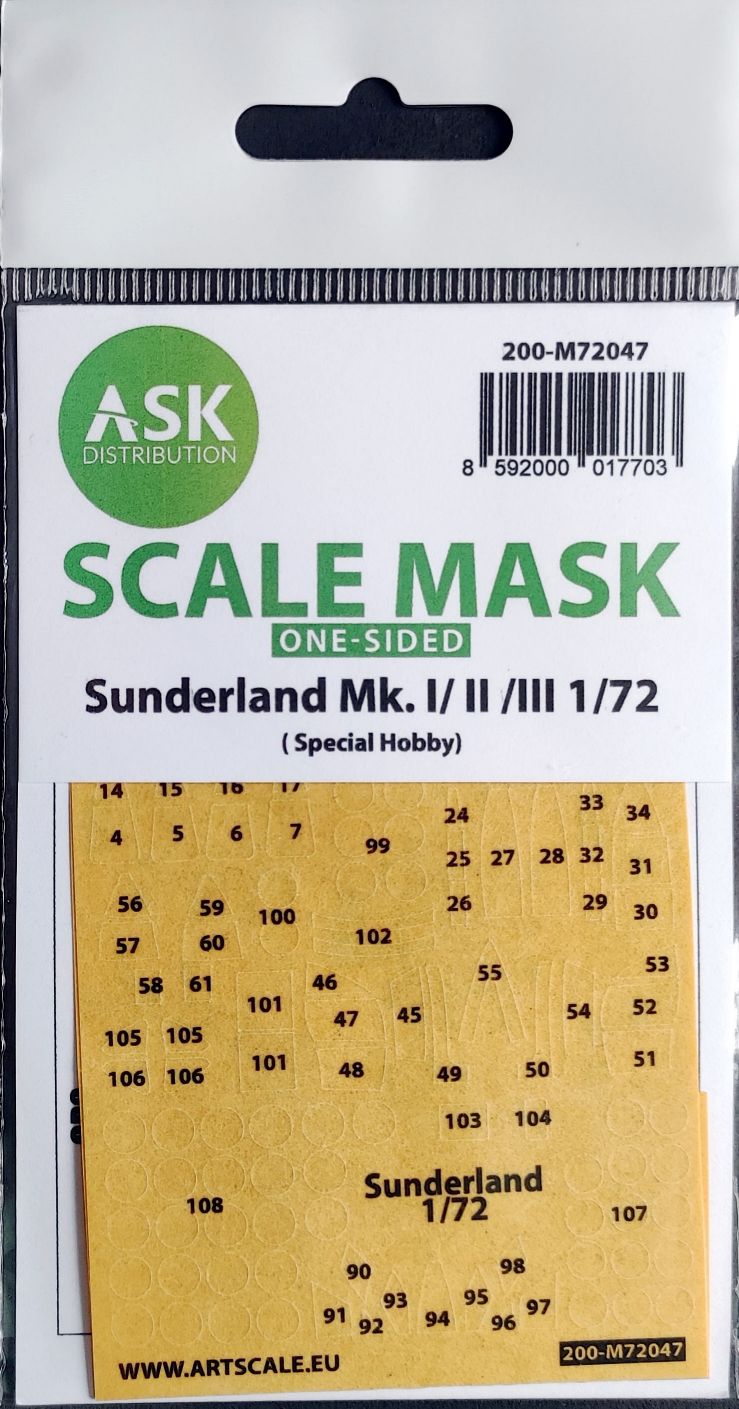 200-M72047
ASK
DISTRIBUTION
8 592000 017703
SCALE MASK
ONE-SIDED
Sunderland Mk. I/ II /III 1/72
( Special Hobby)
14 15 16 17
33
24 34
4 5 6 7 99
25 27 28 32 31
56 59 100 26 29 30
57 60 102
58 61 46 55 53
101 47 45 54 52
105 105
106 106 101 48 49 50 51
103 104
Sunderland
1/72
108 107
90 98
91 93 95 97
92 94 96
WWW.ARTSCALE.EU
200-M72047